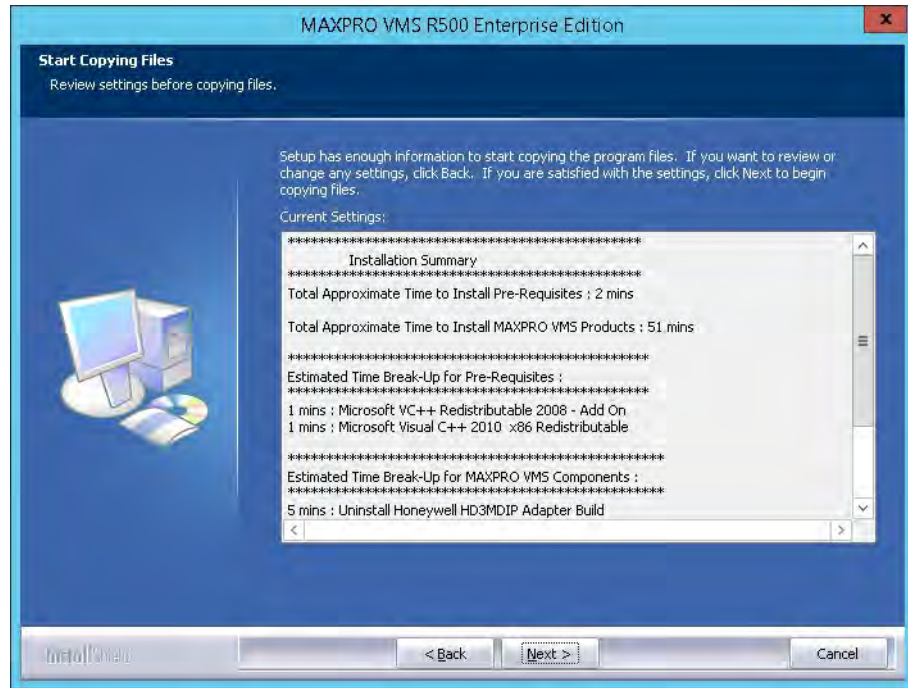 MAXPRO VMS R500 Enterprise Edition
x
Start Copying Files
Review settings before copying files.
Setup has enough information to start copying the program files. If you want to review or
change any settings, click Back. If you are satisfied with the settings, click Next to begin
copying files.
Current Settings:
**********************************************
Installation Summary
**********************************************
Total Approximate Time to Install Pre-Requisites : 2 mins
Total Approximate Time to Install MAXPRO VMS Products : 51 mins
***********************************************
Estimated Time Break-Up for Pre-Requisites :
***********************************************
1 mins : Microsoft VC++ Redistributable 2008 - Add On
1 mins : Microsoft Visual C++ 2010 x86 Redistributable
*************************************************
Estimated Time Break-Up for MAXPRO VMS Components :
*************************************************
5 mins : Uninstall Honeywell HD3MDIP Adapter Build
InstallShield
< Back
Next >
Cancel